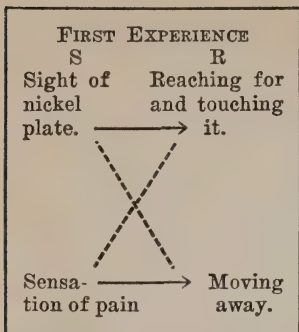 FIRST EXPERIENCE
S R
Sight of Reaching for
nickel and touching
plate. it.
Sensa- Moving
tion of pain away.